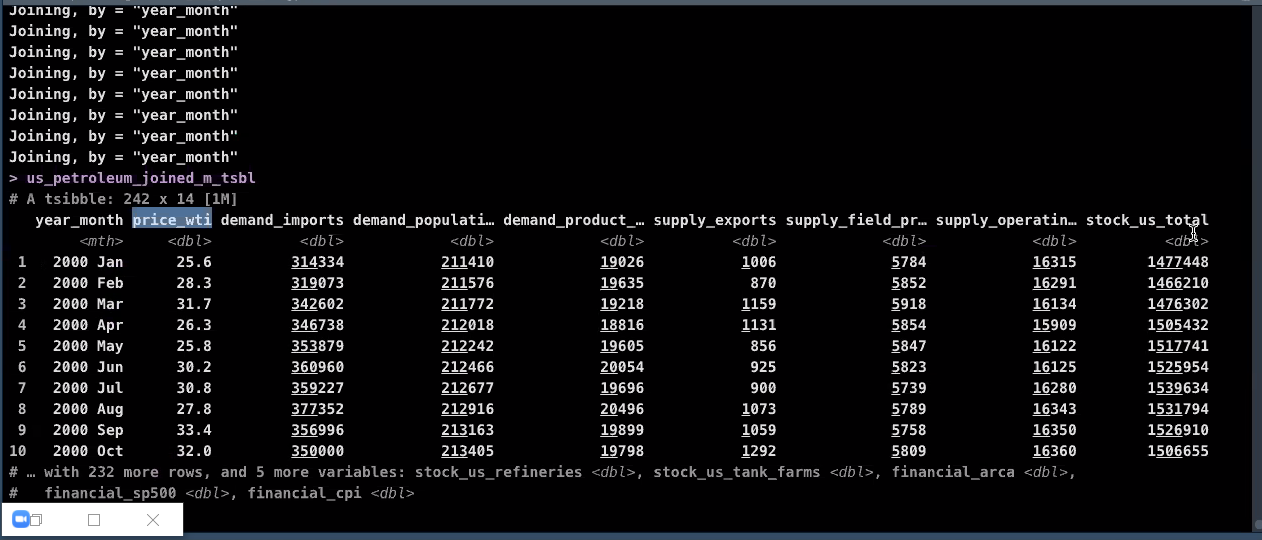 Joining, by = "year_month"
Joining, by = "year_month"
Joining, by = "year_month"
Joining, by = "year_month"
Joining, by = "year_month"
Joining, by = "year_month"
Joining, by = "year_month"
Joining, by = "year_month"
> us_petroleum_joined_m_tsbl
# A tsibble: 242 x 14 [1M]
year_month price_wti demand_imports demand_populati… demand_product_… supply_exports supply_field_pr… supply_operatin… stock_us_total
<mth> <dbl> <dbl> <dbl> <dbl> <dbl> <dbl> <dbl> <dbl>
1 2000 Jan 25.6 314334 211410 19026 1006 5784 16315 1477448
2 2000 Feb 28.3 319073 211576 19635 870 5852 16291 1466210
3 2000 Mar 31.7 342602 211772 19218 1159 5918 16134 1476302
4 2000 Apr 26.3 346738 212018 18816 1131 5854 15909 1505432
5 2000 May 25.8 353879 212242 19605 856 5847 16122 1517741
6 2000 Jun 30.2 360960 212466 20054 925 5823 16125 1525954
7 2000 Jul 30.8 359227 212677 19696 900 5739 16280 1539634
8 2000 Aug 27.8 377352 212916 20496 1073 5789 16343 1531794
9 2000 Sep 33.4 356996 213163 19899 1059 5758 16350 1526910
10 2000 Oct 32.0 350000 213405 19798 1292 5809 16360 1506655
# … with 232 more rows, and 5 more variables: stock_us_refineries <dbl>, stock_us_tank_farms <dbl>, financial_arca <dbl>,
# financial_sp500 <dbl>, financial_cpi <dbl>